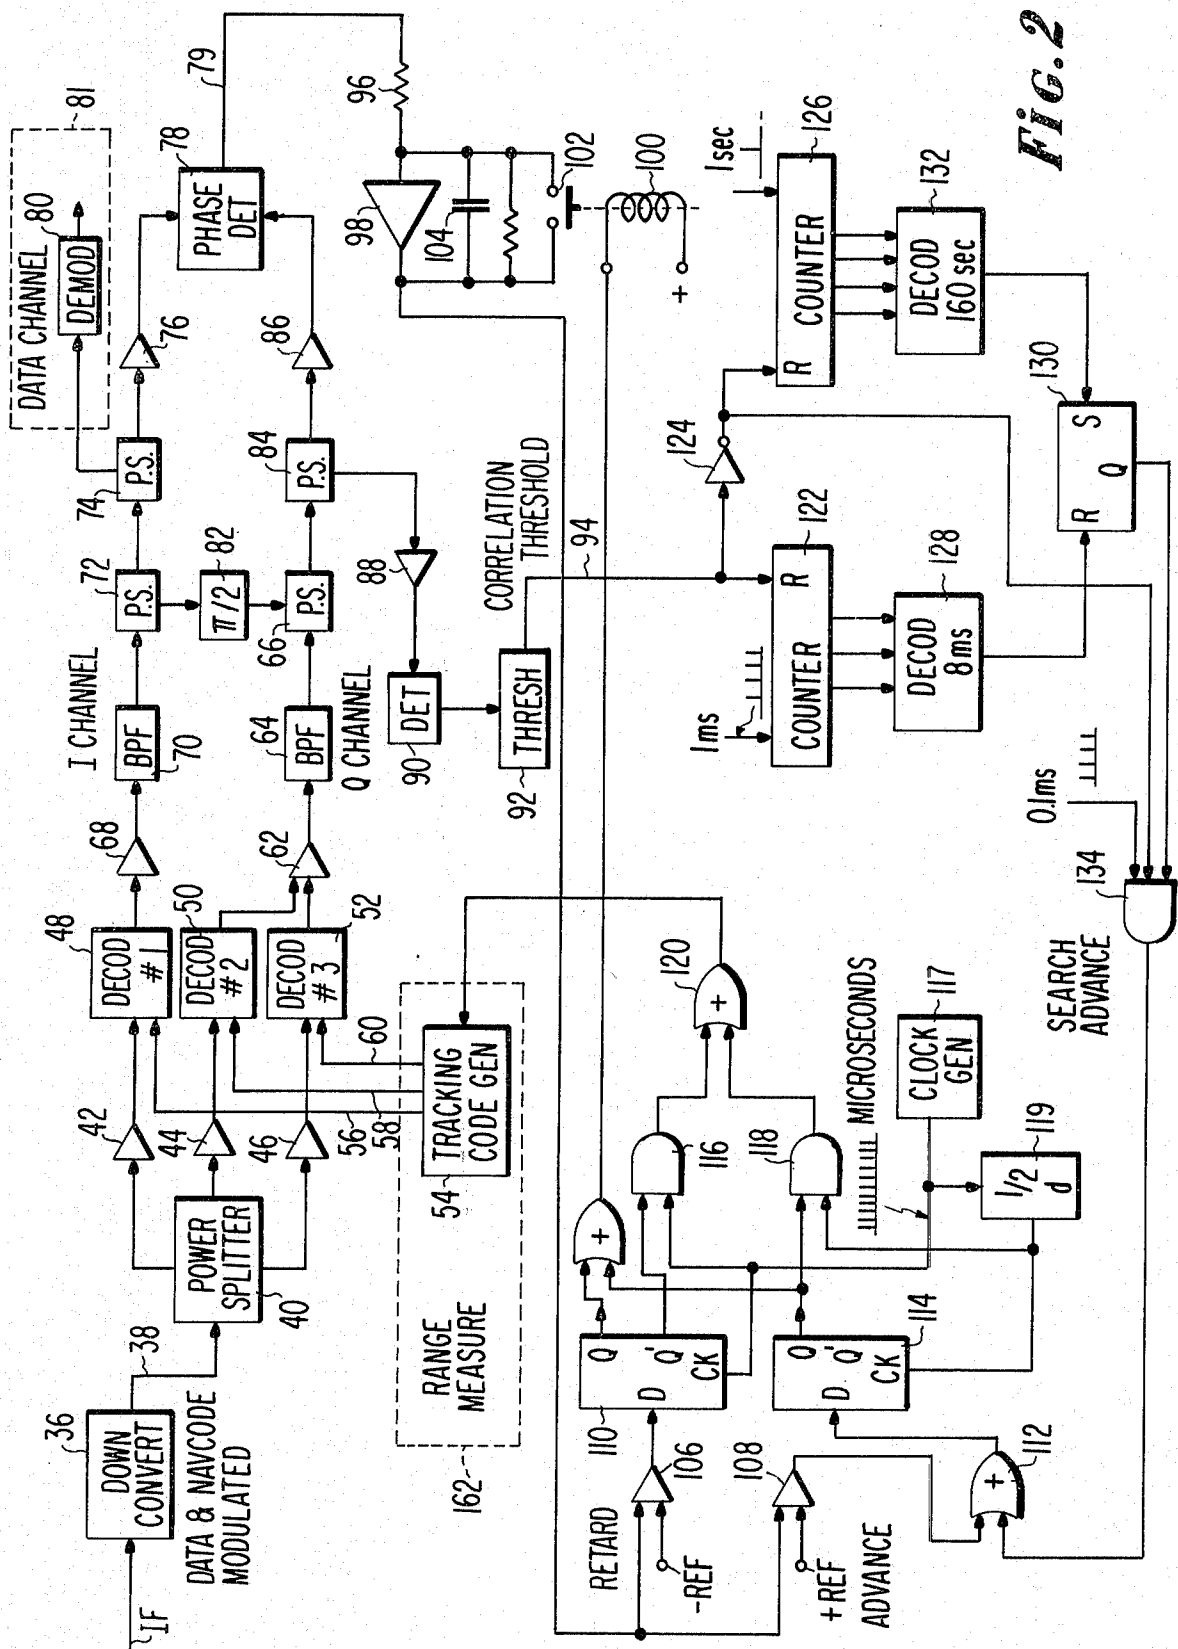 IF
36
DOWN
CONVERT
DATA & NAVCODE
MODULATED
38
POWER
SPLITTER
40
42
44
46
48
DECOD
#1
50
DECOD
#2
52
DECOD
#3
56
58
60
54
TRACKING
CODE GEN
RANGE
MEASURE
162
68
62
I CHANNEL
BPF
70
64
BPF
Q CHANNEL
72
P.S.
π/2
82
66
P.S.
74
P.S.
84
P.S.
DATA CHANNEL
80
DEMOD
81
76
86
78
PHASE
DET
79
88
DET
90
THRESH
92
CORRELATION
THRESHOLD
94
96
98
104
102
100
+
RETARD
-REF
106
+REF
ADVANCE
108
110
D
Q
Q'
CK
112
+
114
D
Q
Q'
CK
+
116
118
120
+
MICROSECONDS
CLOCK
GEN
117
1/2
d
119
1ms
COUNTER
R
122
DECOD
8ms
128
124
1sec
R
COUNTER
126
DECOD
160 sec
132
130
R
S
Q
0.1ms
134
SEARCH
ADVANCE
Fig. 2